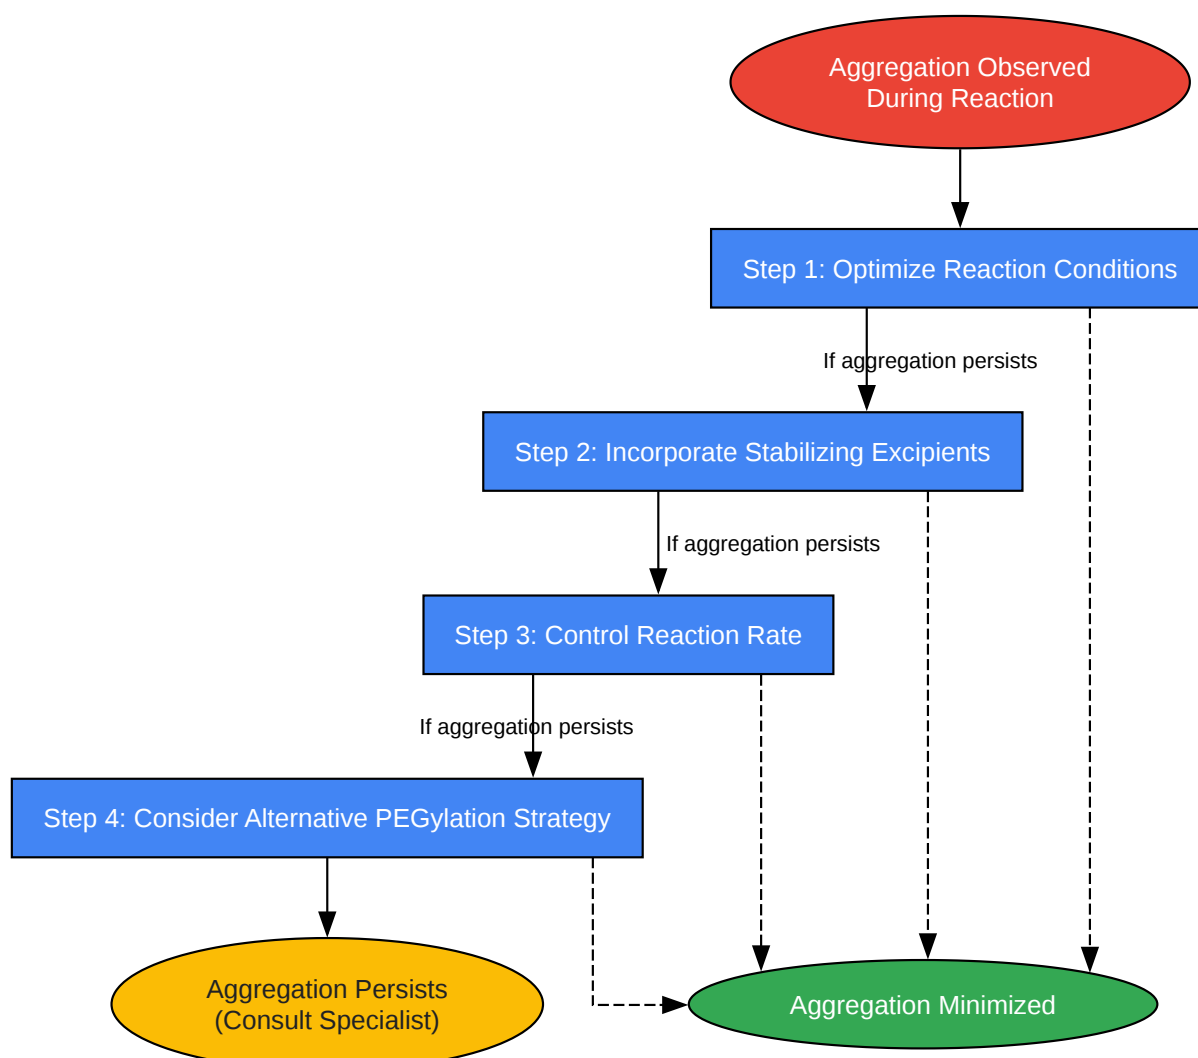 Aggregation Observed
During Reaction
Step 1: Optimize Reaction Conditions
If aggregation persists
Step 2: Incorporate Stabilizing Excipients
If aggregation persists
Step 3: Control Reaction Rate
If aggregation persists
Step 4: Consider Alternative PEGylation Strategy
Aggregation Persists
(Consult Specialist)
Aggregation Minimized